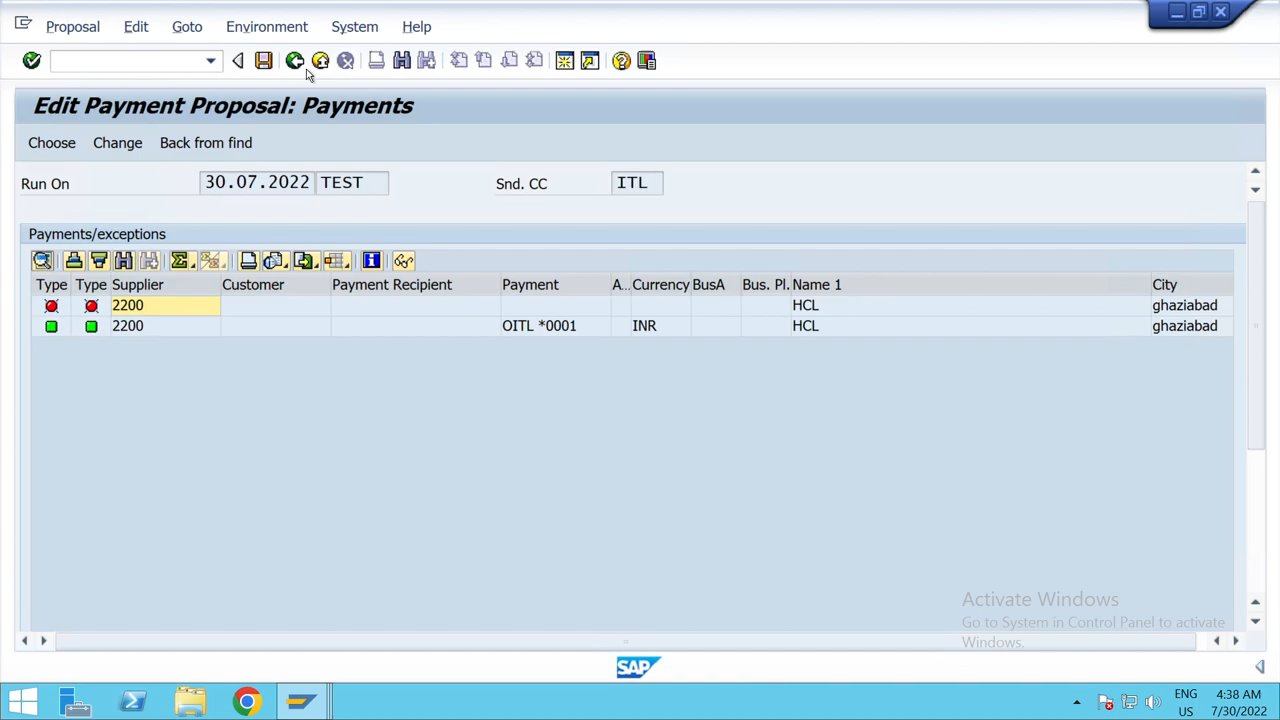 Proposal Edit Goto Environment System Help
Edit Payment Proposal: Payments
Choose Change Back from find
Run On 30.07.2022 TEST Snd. CC ITL
Payments/exceptions
Type Type Supplier Customer Payment Recipient Payment A... Currency BusA Bus. Pl. Name 1 City
2200 HCL ghaziabad
2200 OITL *0001 INR HCL ghaziabad
Activate Windows
Go to System in Control Panel to activate
Windows.
SAP
ENG 4:38 AM
US 7/30/2022